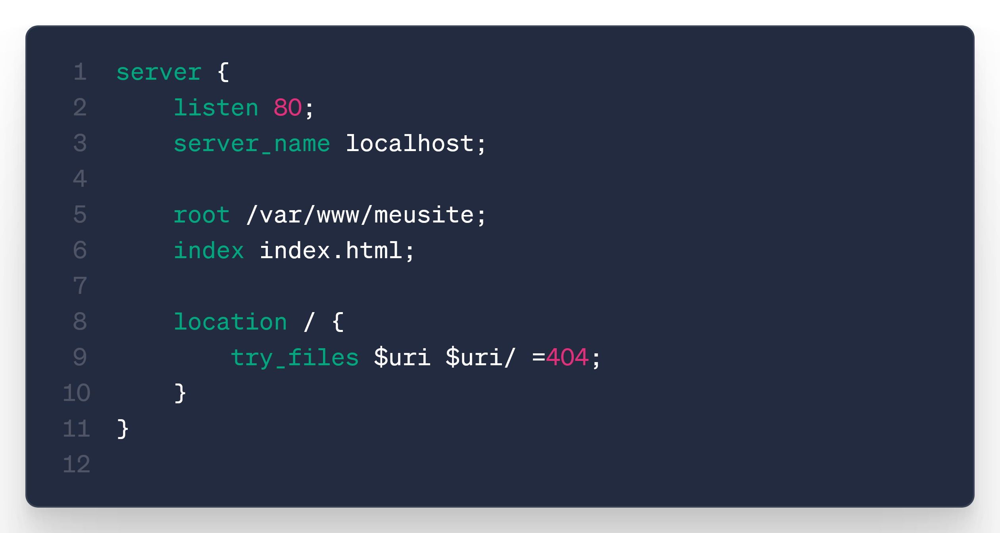 1 server {
2     listen 80;
3     server_name localhost;
4
5     root /var/www/meusite;
6     index index.html;
7
8     location / {
9         try_files $uri $uri/ =404;
10     }
11 }
12